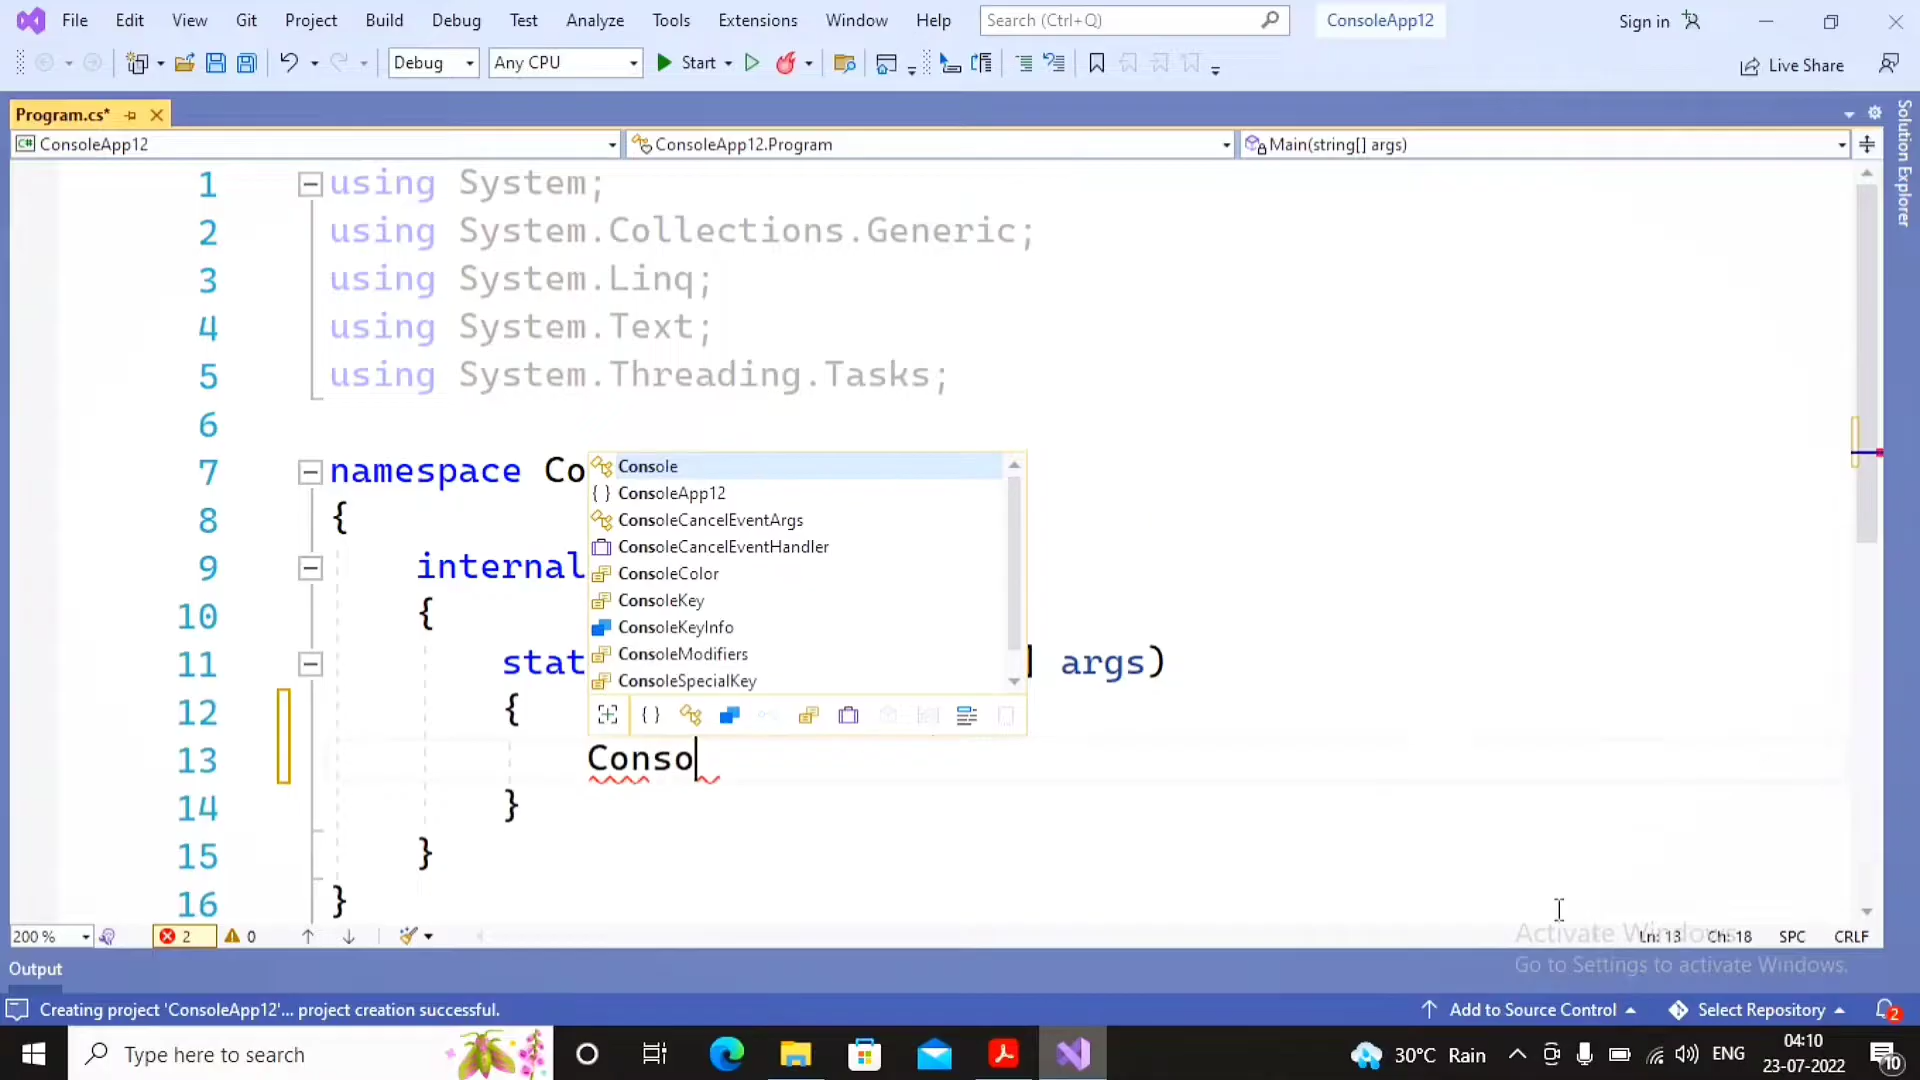 File Edit View Git Project Build Debug Test Analyze Tools Extensions Window Help Search (Ctrl+Q) ConsoleApp12 Sign in
Debug Any CPU Start Live Share
Program.cs*
Solution Explorer
C# ConsoleApp12 ConsoleApp12.Program Main(string[] args)
1 using System;
2 using System.Collections.Generic;
3 using System.Linq;
4 using System.Text;
5 using System.Threading.Tasks;
6
7 namespace Co
8 {
9 internal
10 {
11 stat ] args)
12 {
13 Conso
14 }
15 }
16 }
Console
{ } ConsoleApp12
ConsoleCancelEventArgs
ConsoleCancelEventHandler
ConsoleColor
ConsoleKey
ConsoleKeyInfo
ConsoleModifiers
ConsoleSpecialKey
200 % 2 0 Ln: 13 Ch: 18 SPC CRLF
Activate Windows
Go to Settings to activate Windows.
Output
Creating project 'ConsoleApp12'... project creation successful. Add to Source Control Select Repository 2
Type here to search 30°C Rain ENG 04:10
23-07-2022 10